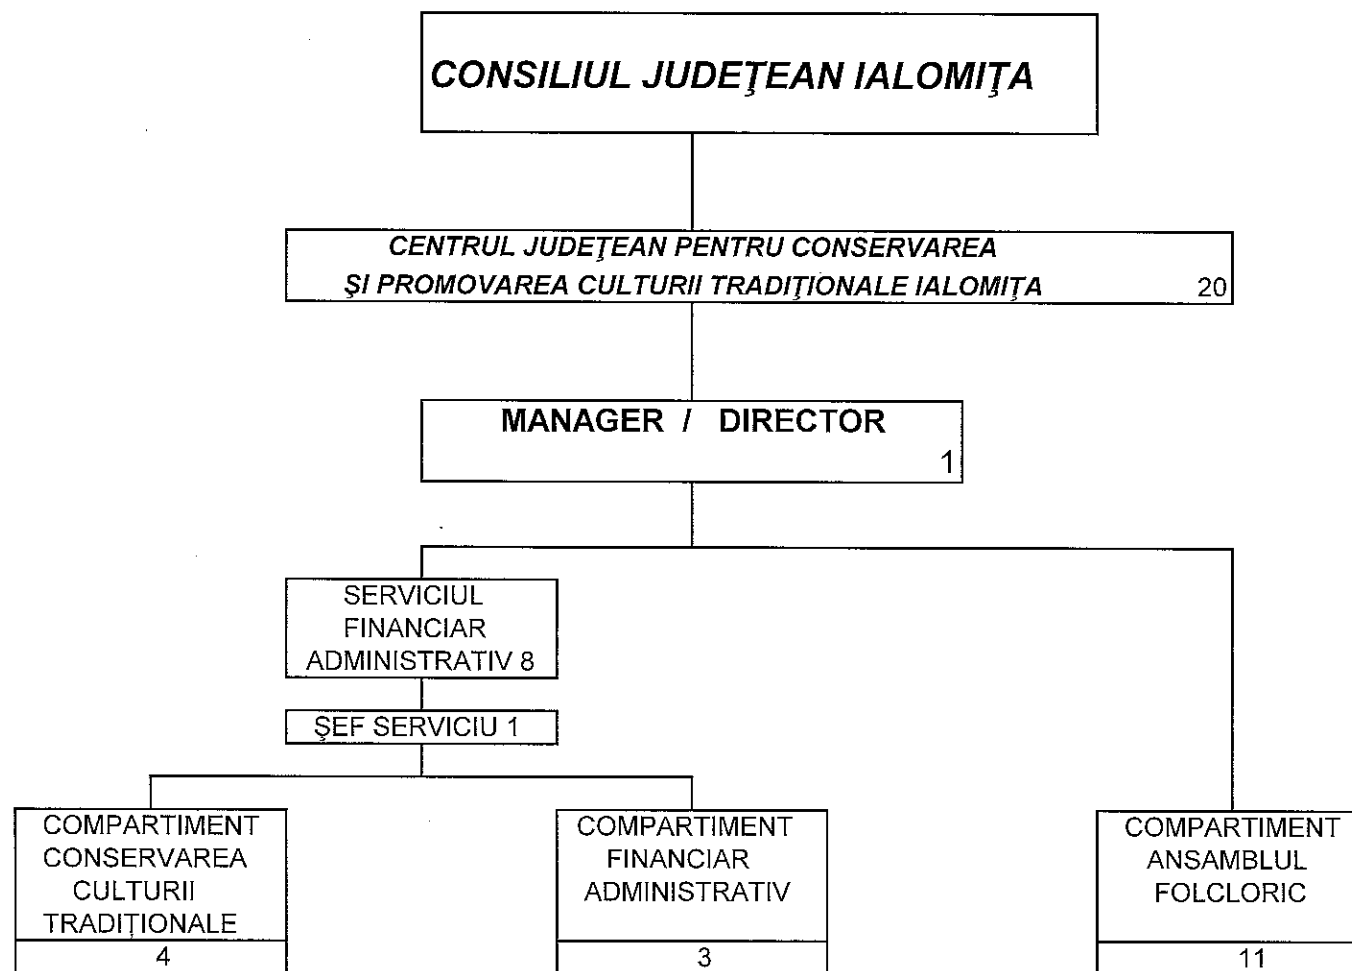 CONSILIUL JUDEŢEAN IALOMIŢA
CENTRUL JUDEŢEAN PENTRU CONSERVAREA
ŞI PROMOVAREA CULTURII TRADIŢIONALE IALOMIŢA 20
MANAGER / DIRECTOR
1
SERVICIUL
FINANCIAR
ADMINISTRATIV 8
ŞEF SERVICIU 1
COMPARTIMENT
CONSERVAREA
CULTURII
TRADIŢIONALE
4
COMPARTIMENT
FINANCIAR
ADMINISTRATIV
3
COMPARTIMENT
ANSAMBLUL
FOLCLORIC
11